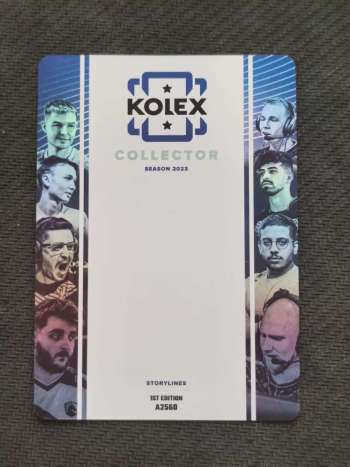 KOLEX
COLLECTOR
SEASON 2023
STORYLINES
1ST EDITION
A2560